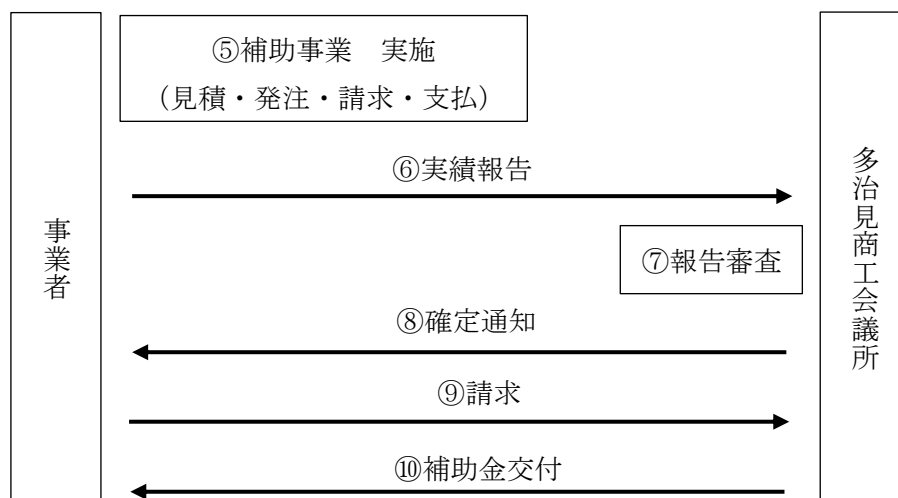 ⑤補助事業　実施
（見積・発注・請求・支払）
⑥実績報告
事業者
⑦報告審査
多治見商工会議所
⑧確定通知
⑨請求
⑩補助金交付